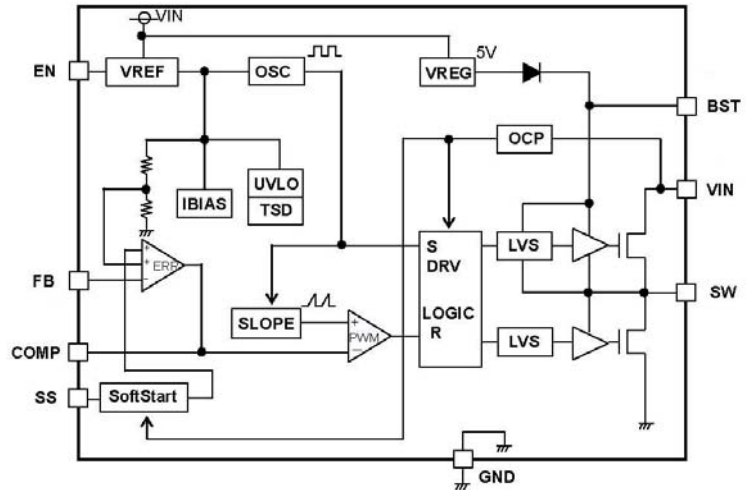 VIN
EN
VREF
OSC
VREG
5V
BST
OCP
VIN
IBIAS
UVLO
TSD
S
DRV
LOGIC
R
LVS
SW
+
+
ERR
−
FB
SLOPE
+
PWM
−
LVS
COMP
SS
SoftStart
GND